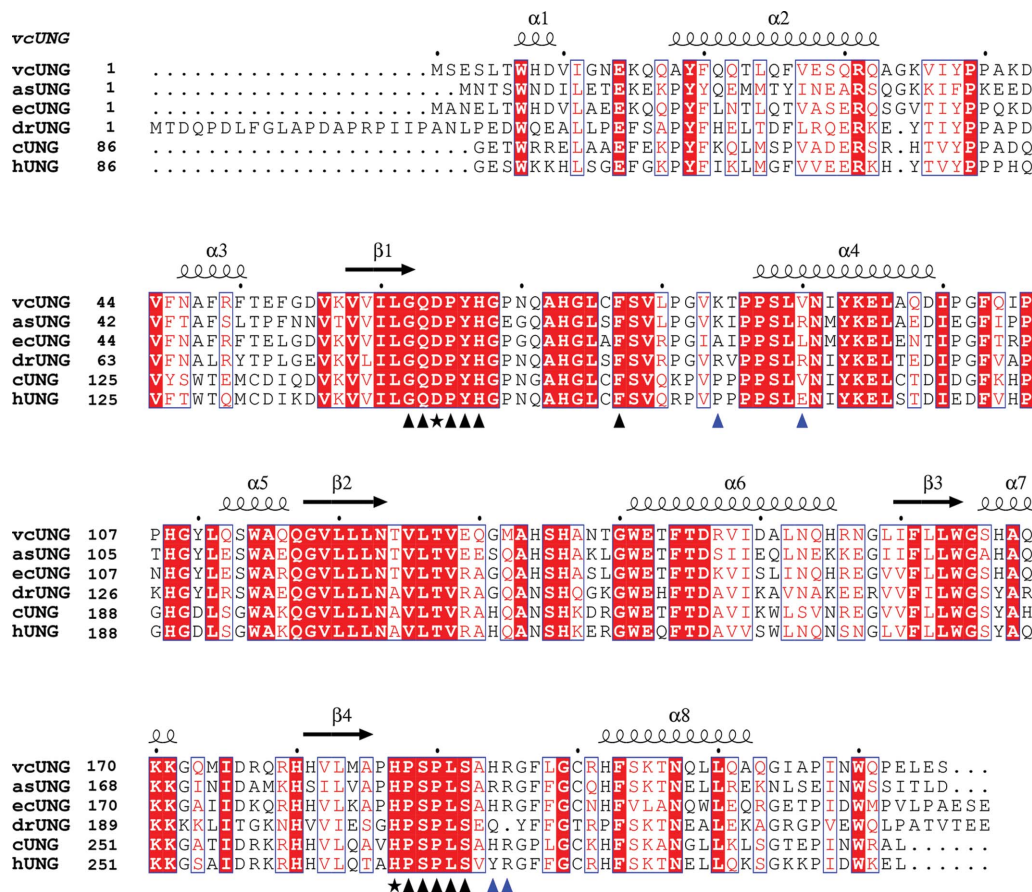 α1 α2
vcUNG
vcUNG 1 ....................MSESLTWHDVIGNEKQQAYFQQTLQFVESQRQAGKVIYPPAKD
asUNG 1 ......................MNTSWNDILETEKEKPYYQEMMTYINEARSQGKKIFPKEED
ecUNG 1 ....................MANELTWHDVLAEEKQQPYFLNTLQTVASERQSGVTIYPPQKD
drUNG 1 MTDQPDLFGLAPDAPRPIIPANLPEDWQEALLPEFSAPYFHELTDFLRQERKE.YTIYPPAPD
cUNG 86 .......................GETWRRELAAEFEKPYFKQLMSPVADERSR.HTVYPPADQ
hUNG 86 .......................GESWKKHLSGEFGKPYFIKLMGFVVEERKH.YTVYPPPHQ
α3 β1 α4
vcUNG 44 VFNAFRFTEFGDVKVVILGQDPYHGPNQAHGLCFSVLPGVKTPPSLVNIYKELAQDIPGFQIP
asUNG 42 VFTAFSLTPFNNVTVVILGQDPYHGEGQAHGLSFSVLPGVKIPPSLRNMYKELAEDIEGFIPP
ecUNG 44 VFNAFRFTELGDVKVVILGQDPYHGPGQAHGLAFSVRPGIAIPPSLLNMYKELENTIPGFTRP
drUNG 63 VFNALRYTPLGEVKVLILGQDPYHGPNQAHGLSFSVRPGVRVPPSLRNIYKELTEDIPGFVAP
cUNG 125 VYSWTEMCDIQDVKVVILGQDPYHGPNQAHGLCFSVQKPVPPPPSLVNIYKELCTDIDGFKHP
hUNG 125 VFTWTQMCDIKDVKVVILGQDPYHGPNQAHGLCFSVQRPVPPPPSLENIYKELSTDIEDFVHP
α5 β2 α6 β3 α7
vcUNG 107 PHGYLQSWAQQGVLLLNTVLTVEQGMAHSHANTGWETFTDRVIDALNQHRNGLIFLLWGSHAQ
asUNG 105 THGYLESWAEQGVLLLNTVLTVEESQAHSHAKLGWETFTDSIIEALNQKREGLIFLLWGAHAQ
ecUNG 107 NHGYLESWARQGVLLLNTVLTVRAGQAHSHASLGWETFTDKVISLINQHREGVVFLLWGSHAQ
drUNG 126 KHGYLRSWAEQGVLLLNAVLTVRAGQANSHQGKGWEHFTDAVIKAVNAKEERVVFILWGSYAR
cUNG 188 GHGDLSGWAKQGVLLLNAVLTVRAHQANSHKDRGWETFTDAVIKWLSVNREGVVFLLWGSYAH
hUNG 188 GHGDLSGWAKQGVLLLNAVLTVRAHQANSHKERGWEQFTDAVVSWLNQNSNGLVFLLWGSYAQ
β4 α8
vcUNG 170 KKGQMIDRQRHHVLMAPHPSPLSAHRGFLGCRHFSKTNQLLQAQGIAPINWQPELES...
asUNG 168 KKGINIDAMKHSILVAPHPSPLSARRGFFGCQHFSKTNELLREKNLSEINWSSITLD...
ecUNG 170 KKGAIIDKQRHHVLKAPHPSPLSAHRGFFGCNHFVLANQWLEQRGETPIDWMPVLPAESE
drUNG 189 KKKKLITGKNHVVIESGHPSPLSEQ.YFFGTRPFSKTNEALEKAGRGPVEWQLPATVTEE
cUNG 251 KKGATIDRKRHHVLQAVHPSPLSAHRGFLGCKHFSKANGLLKLSGTEPINWRAL......
hUNG 251 KKGSAIDRKRHHVLQTAHPSPLSVYRGFFGCRHFSKTNELLQKSGKKPIDWKEL......